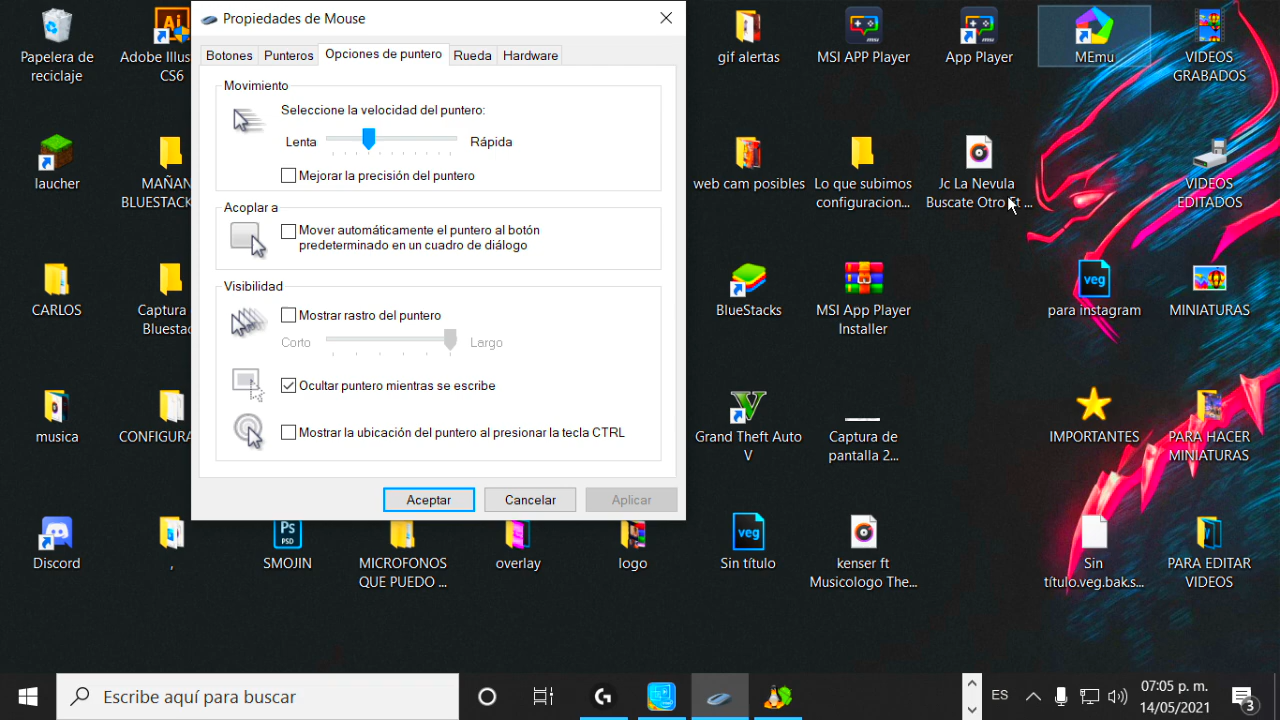 Papelera de
reciclaje
Adobe Illus
CS6
Propiedades de Mouse
Botones
Punteros
Opciones de puntero
Rueda
Hardware
Movimiento
Seleccione la velocidad del puntero:
Lenta
Rápida
Mejorar la precisión del puntero
Acoplar a
Mover automáticamente el puntero al botón
predeterminado en un cuadro de diálogo
Visibilidad
Mostrar rastro del puntero
Corto
Largo
Ocultar puntero mientras se escribe
Mostrar la ubicación del puntero al presionar la tecla CTRL
Aceptar
Cancelar
Aplicar
gif alertas
MSI APP Player
App Player
MEmu
VIDEOS
GRABADOS
laucher
MAÑAN
BLUESTACK
web cam posibles
Lo que subimos
configuracion...
Jc La Nevula
Buscate Otro Ft ...
VIDEOS
EDITADOS
CARLOS
Captura
Bluesta
BlueStacks
MSI App Player
Installer
veg
para instagram
MINIATURAS
musica
CONFIGURA
Grand Theft Auto
V
Captura de
pantalla 2...
IMPORTANTES
PARA HACER
MINIATURAS
Discord
,
Ps
PSD
SMOJIN
MICROFONOS
QUE PUEDO ...
overlay
logo
veg
Sin título
kenser ft
Musicologo The...
Sin
título.veg.bak.s...
PARA EDITAR
VIDEOS
Escribe aquí para buscar
ES
07:05 p. m.
14/05/2021
3